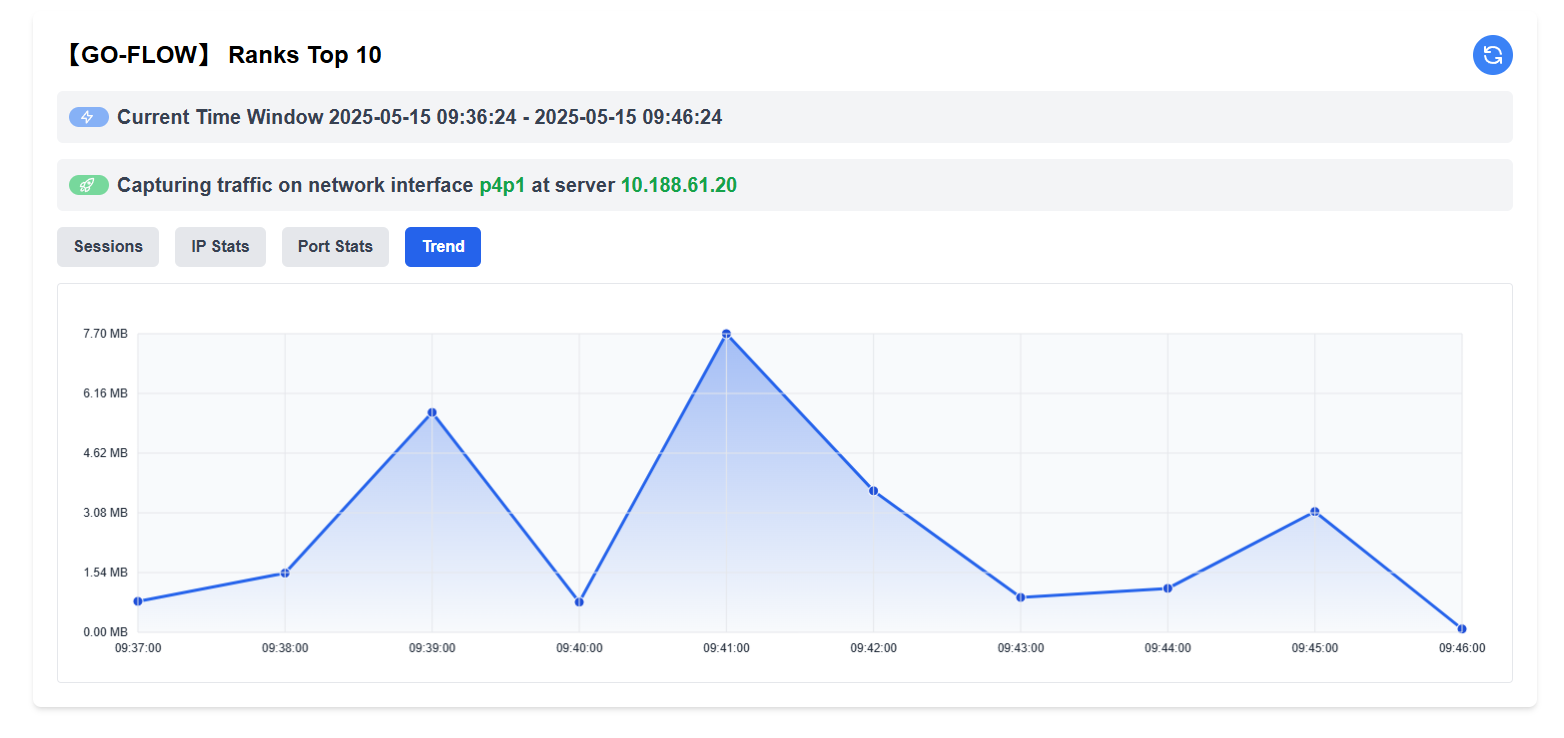 【GO-FLOW】 Ranks Top 10
Current Time Window 2025-05-15 09:36:24 - 2025-05-15 09:46:24
Capturing traffic on network interface p4p1 at server 10.188.61.20
Sessions IP Stats Port Stats Trend
7.70 MB
6.16 MB
4.62 MB
3.08 MB
1.54 MB
0.00 MB
09:37:00 09:38:00 09:39:00 09:40:00 09:41:00 09:42:00 09:43:00 09:44:00 09:45:00 09:46:00